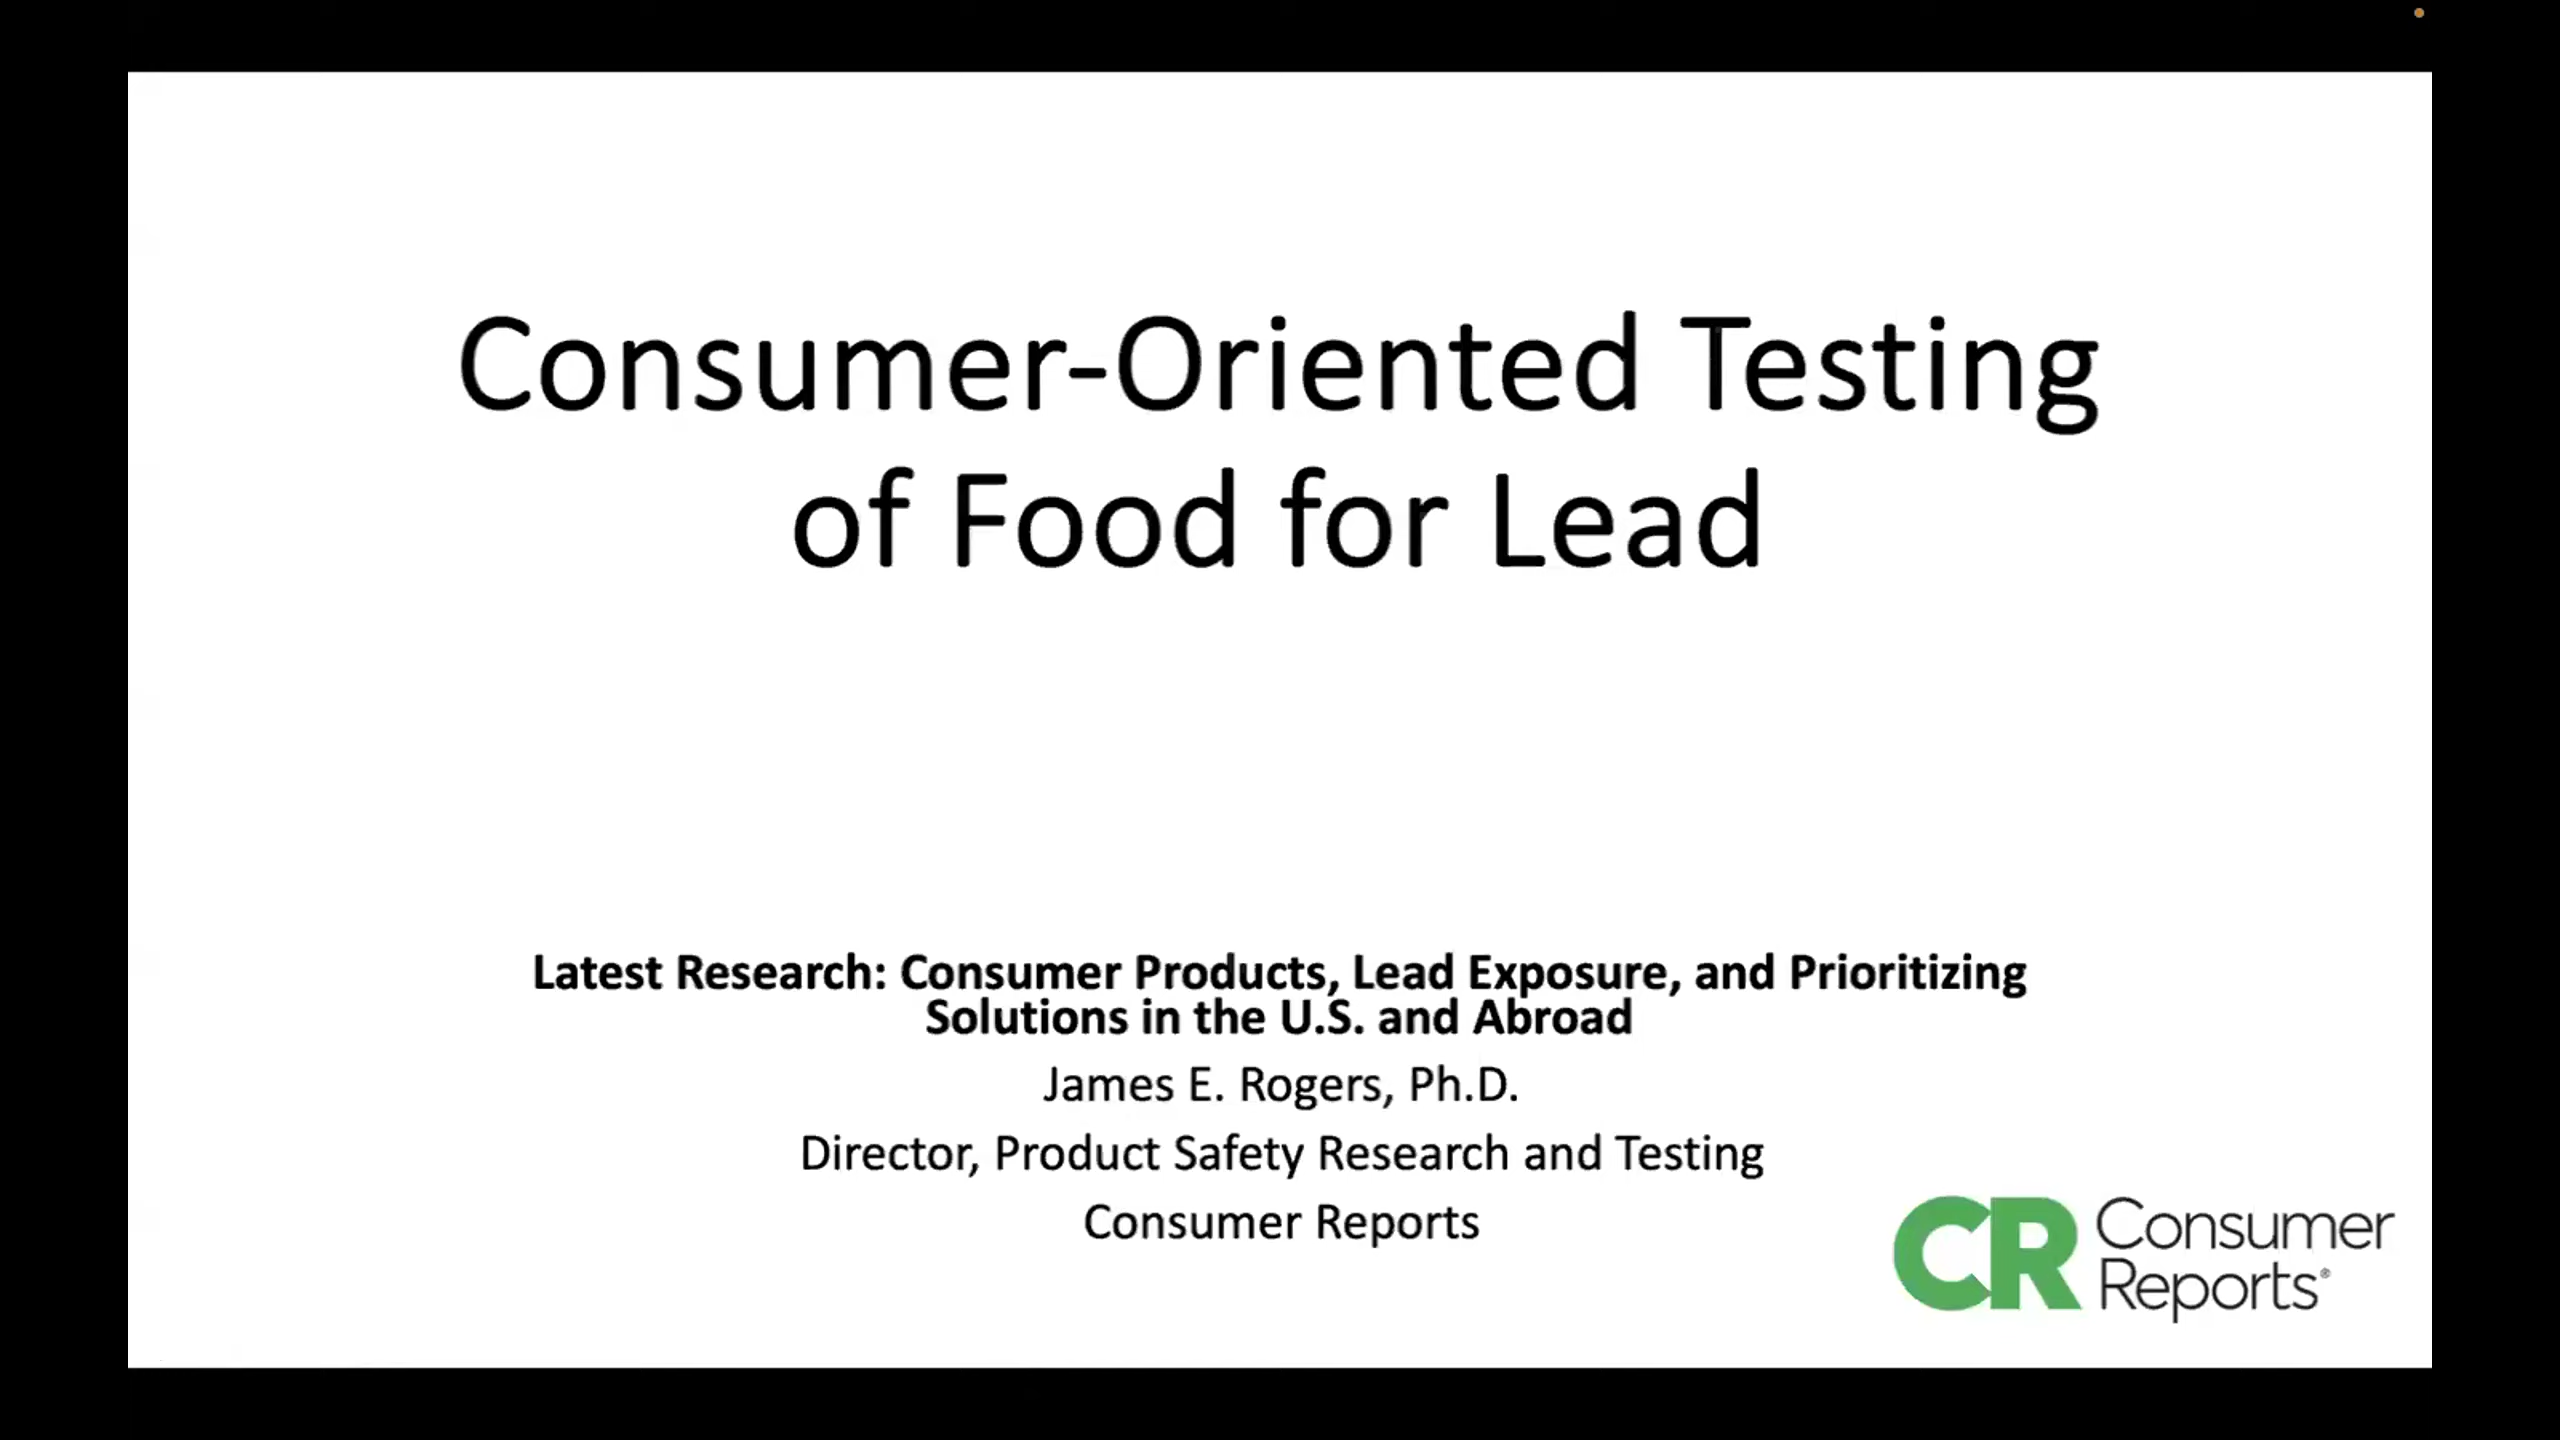 Consumer-Oriented Testing
of Food for Lead
Latest Research: Consumer Products, Lead Exposure, and Prioritizing
Solutions in the U.S. and Abroad
James E. Rogers, Ph.D.
Director, Product Safety Research and Testing
Consumer Reports
CR Consumer
Reports®